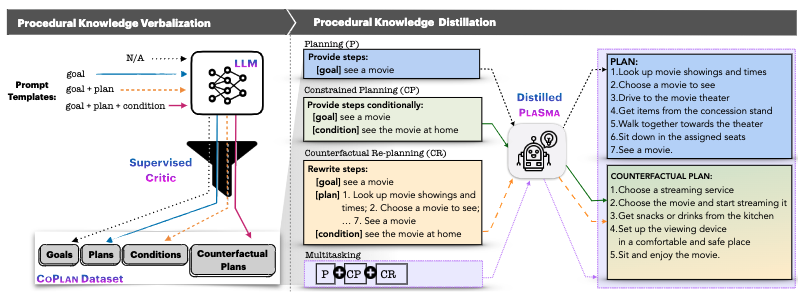 Procedural Knowledge Verbalization
Procedural Knowledge Distillation
N/A
goal
Prompt
Templates:
goal + plan
goal + plan + condition
LLM
Supervised
Critic
Goals
Plans
Conditions
Counterfactual
Plans
COPLAN DATASET
Planning (P)
Provide steps:
[goal] see a movie
Constrained Planning (CP)
Provide steps conditionally:
[goal] see a movie
[condition] see the movie at home
Counterfactual Re-planning (CR)
Rewrite steps:
[goal] see a movie
[plan] 1. Look up movie showings and
times; 2. Choose a movie to see;
... 7. See a movie
[condition] see the movie at home
Multitasking
P + CP + CR
Distilled
PLASMA
PLAN:
1.Look up movie showings and times
2.Choose a movie to see
3.Drive to the movie theater
4.Get items from the concession stand
5.Walk together towards the theater
6.Sit down in the assigned seats
7.See a movie.
COUNTERFACTUAL PLAN:
1.Choose a streaming service
2.Choose the movie and start streaming it
3.Get snacks or drinks from the kitchen
4.Set up the viewing device
in a comfortable and safe place
5.Sit and enjoy the movie.